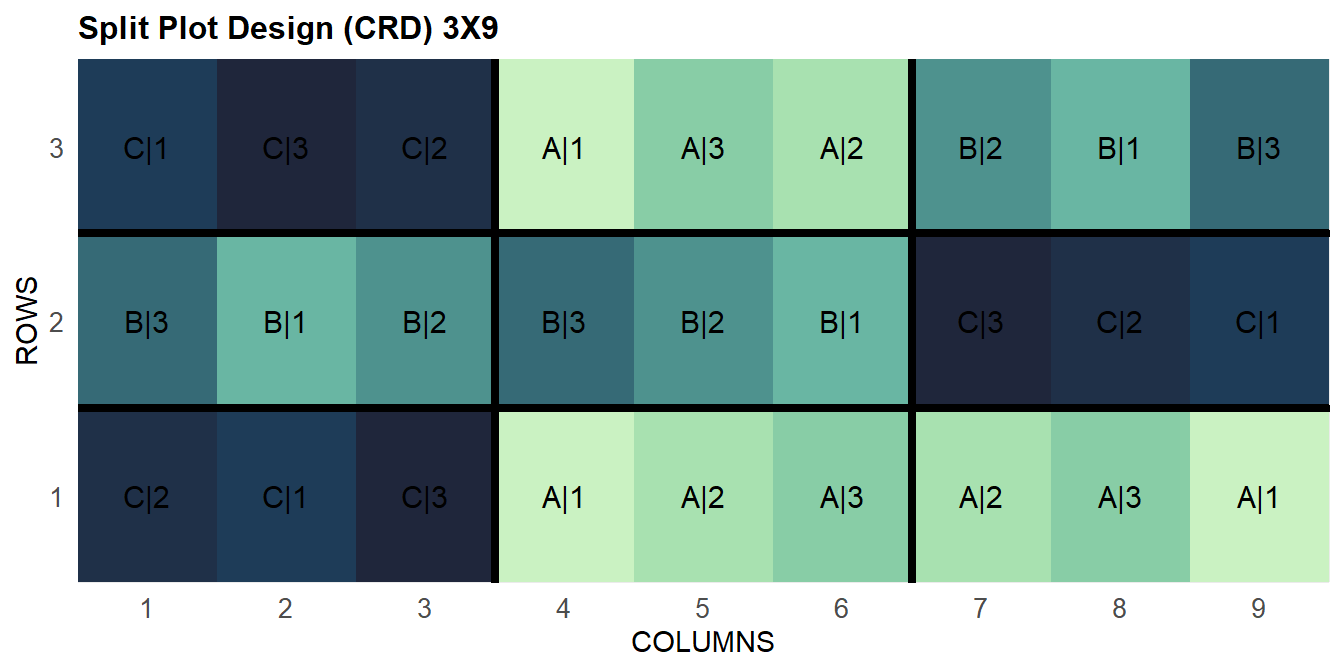 Split Plot Design (CRD) 3X9
3 C|1 C|3 C|2 A|1 A|3 A|2 B|2 B|1 B|3
ROWS
2 B|3 B|1 B|2 B|3 B|2 B|1 C|3 C|2 C|1
1 C|2 C|1 C|3 A|1 A|2 A|3 A|2 A|3 A|1
1 2 3 4 5 6 7 8 9
COLUMNS